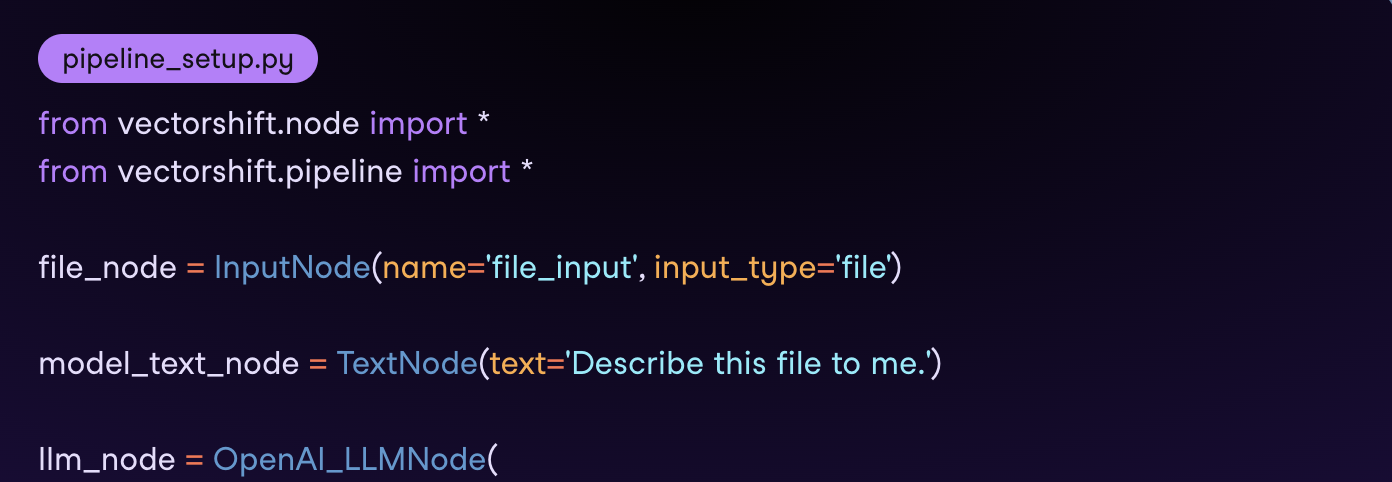 pipeline_setup.py
from vectorshift.node import *
from vectorshift.pipeline import *
file_node = InputNode(name='file_input', input_type='file')
model_text_node = TextNode(text='Describe this file to me.')
llm_node = OpenAI_LLMNode(